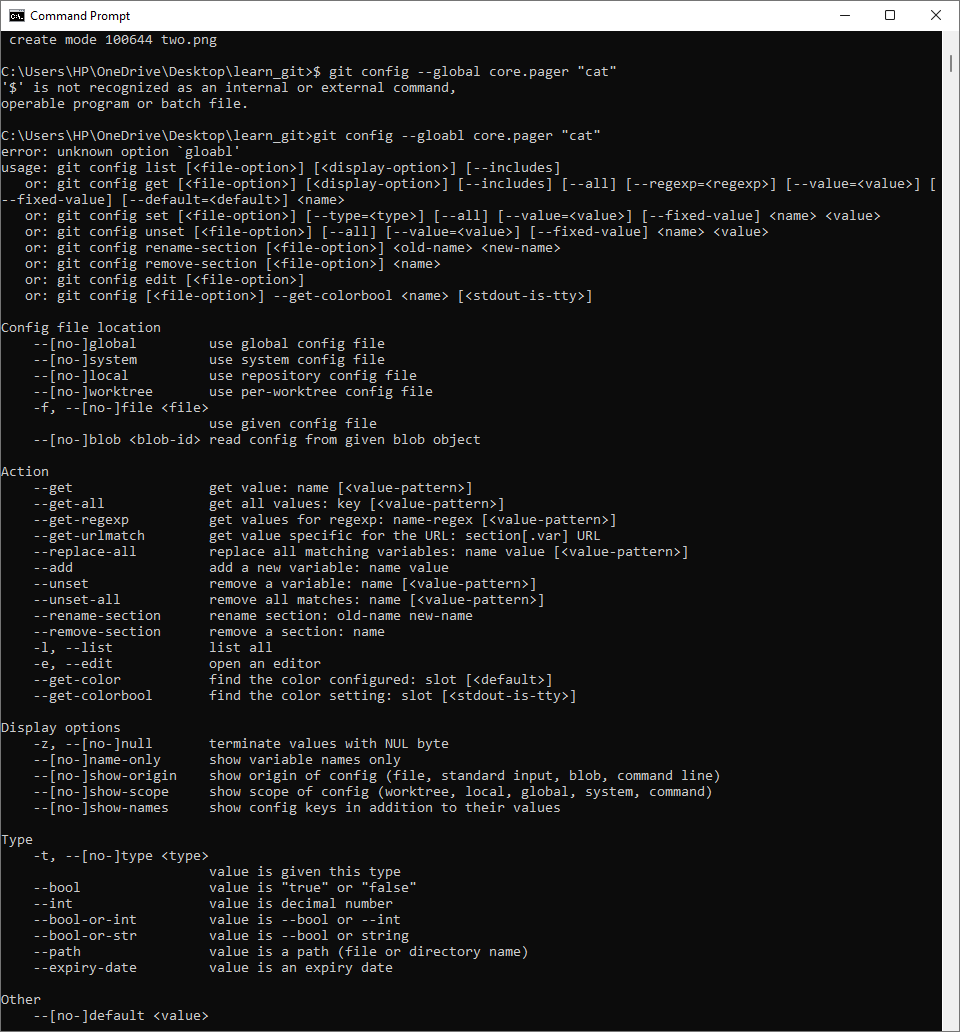 Command Prompt
create mode 100644 two.png
C:\Users\HP\OneDrive\Desktop\learn_git>$ git config --global core.pager "cat"
'$' is not recognized as an internal or external command,
operable program or batch file.
C:\Users\HP\OneDrive\Desktop\learn_git>git config --gloabl core.pager "cat"
error: unknown option `gloabl'
usage: git config list [<file-option>] [<display-option>] [--includes]
   or: git config get [<file-option>] [<display-option>] [--includes] [--all] [--regexp=<regexp>] [--value=<value>] [
--fixed-value] [--default=<default>] <name>
   or: git config set [<file-option>] [--type=<type>] [--all] [--value=<value>] [--fixed-value] <name> <value>
   or: git config unset [<file-option>] [--all] [--value=<value>] [--fixed-value] <name> <value>
   or: git config rename-section [<file-option>] <old-name> <new-name>
   or: git config remove-section [<file-option>] <name>
   or: git config edit [<file-option>]
   or: git config [<file-option>] --get-colorbool <name> [<stdout-is-tty>]
Config file location
    --[no-]global         use global config file
    --[no-]system         use system config file
    --[no-]local          use repository config file
    --[no-]worktree       use per-worktree config file
    -f, --[no-]file <file>
                          use given config file
    --[no-]blob <blob-id> read config from given blob object
Action
    --get                 get value: name [<value-pattern>]
    --get-all             get all values: key [<value-pattern>]
    --get-regexp          get values for regexp: name-regex [<value-pattern>]
    --get-urlmatch        get value specific for the URL: section[.var] URL
    --replace-all         replace all matching variables: name value [<value-pattern>]
    --add                 add a new variable: name value
    --unset               remove a variable: name [<value-pattern>]
    --unset-all           remove all matches: name [<value-pattern>]
    --rename-section      rename section: old-name new-name
    --remove-section      remove a section: name
    -l, --list            list all
    -e, --edit            open an editor
    --get-color           find the color configured: slot [<default>]
    --get-colorbool       find the color setting: slot [<stdout-is-tty>]
Display options
    -z, --[no-]null       terminate values with NUL byte
    --[no-]name-only      show variable names only
    --[no-]show-origin    show origin of config (file, standard input, blob, command line)
    --[no-]show-scope     show scope of config (worktree, local, global, system, command)
    --[no-]show-names     show config keys in addition to their values
Type
    -t, --[no-]type <type>
                          value is given this type
    --bool                value is "true" or "false"
    --int                 value is decimal number
    --bool-or-int         value is --bool or --int
    --bool-or-str         value is --bool or string
    --path                value is a path (file or directory name)
    --expiry-date         value is an expiry date
Other
    --[no-]default <value>